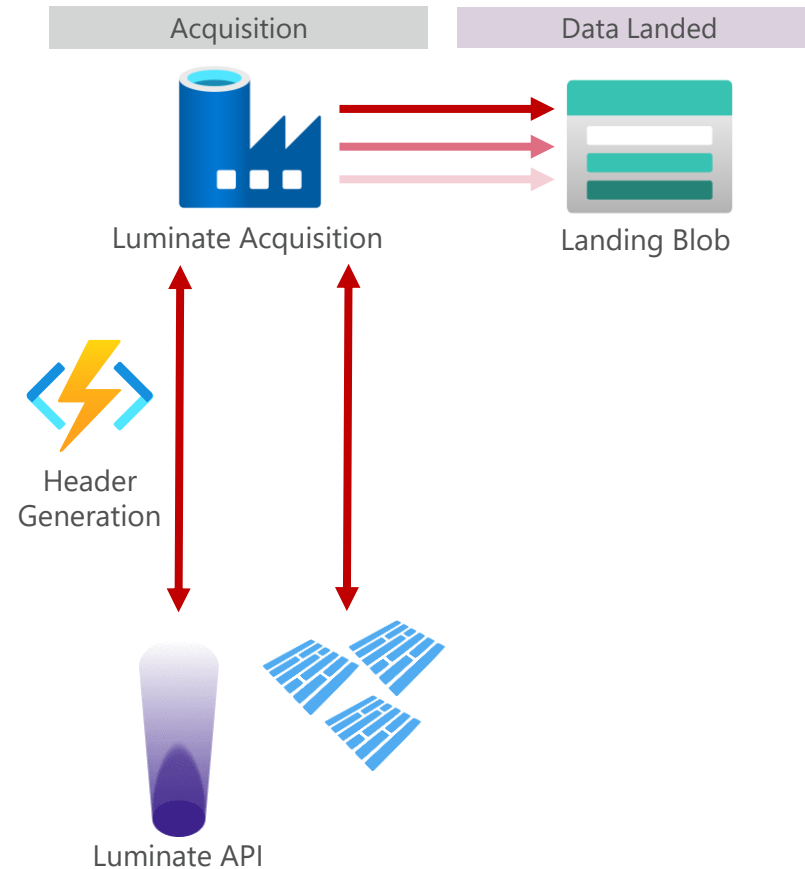 Acquisition
Data Landed
Luminate Acquisition
Landing Blob
Header
Generation
Luminate API